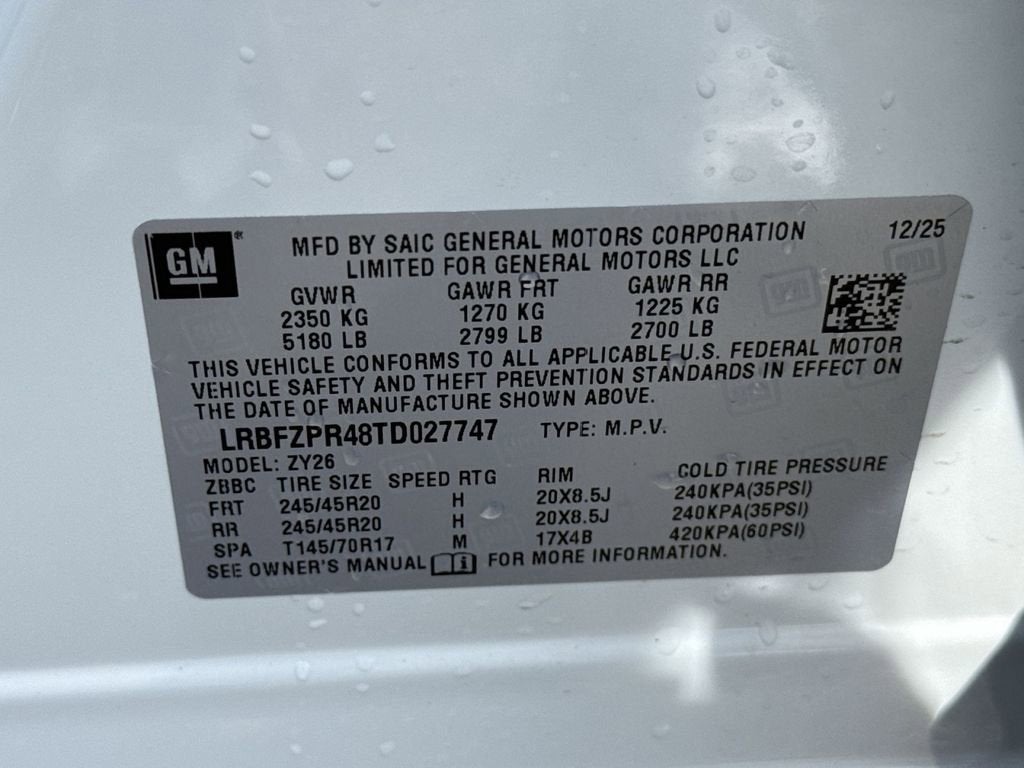 GM®
MFD BY SAIC GENERAL MOTORS CORPORATION 12/25
LIMITED FOR GENERAL MOTORS LLC
GVWR GAWR FRT GAWR RR
2350 KG 1270 KG 1225 KG
5180 LB 2799 LB 2700 LB
THIS VEHICLE CONFORMS TO ALL APPLICABLE U.S. FEDERAL MOTOR
VEHICLE SAFETY AND THEFT PREVENTION STANDARDS IN EFFECT ON
THE DATE OF MANUFACTURE SHOWN ABOVE.
LRBFZPR48TD027747 TYPE: M.P.V.
MODEL: ZY26
ZBBC TIRE SIZE SPEED RTG RIM COLD TIRE PRESSURE
FRT 245/45R20 H 20X8.5J 240KPA(35PSI)
RR 245/45R20 H 20X8.5J 240KPA(35PSI)
SPA T145/70R17 M 17X4B 420KPA(60PSI)
SEE OWNER'S MANUAL i FOR MORE INFORMATION.